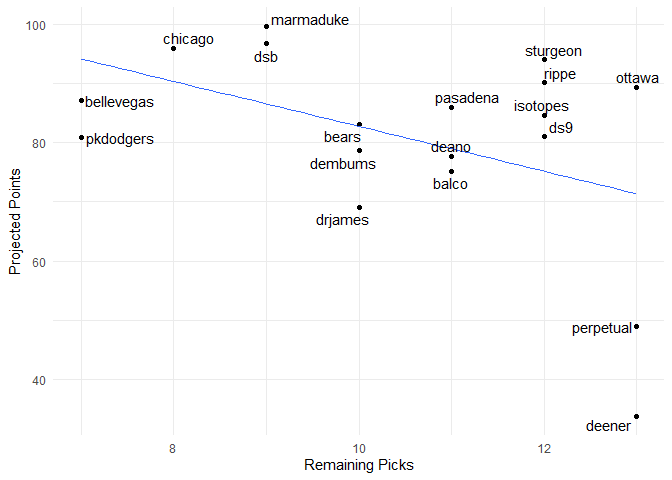 100
marmaduke
chicago
dsb
sturgeon
rippe
ottawa
bellevegas
pasadena
isotopes
ds9
pkdodgers
bears
80
deano
dembums
balco
drjames
Projected Points
60
perpetual
40
deener
8
10
12
Remaining Picks